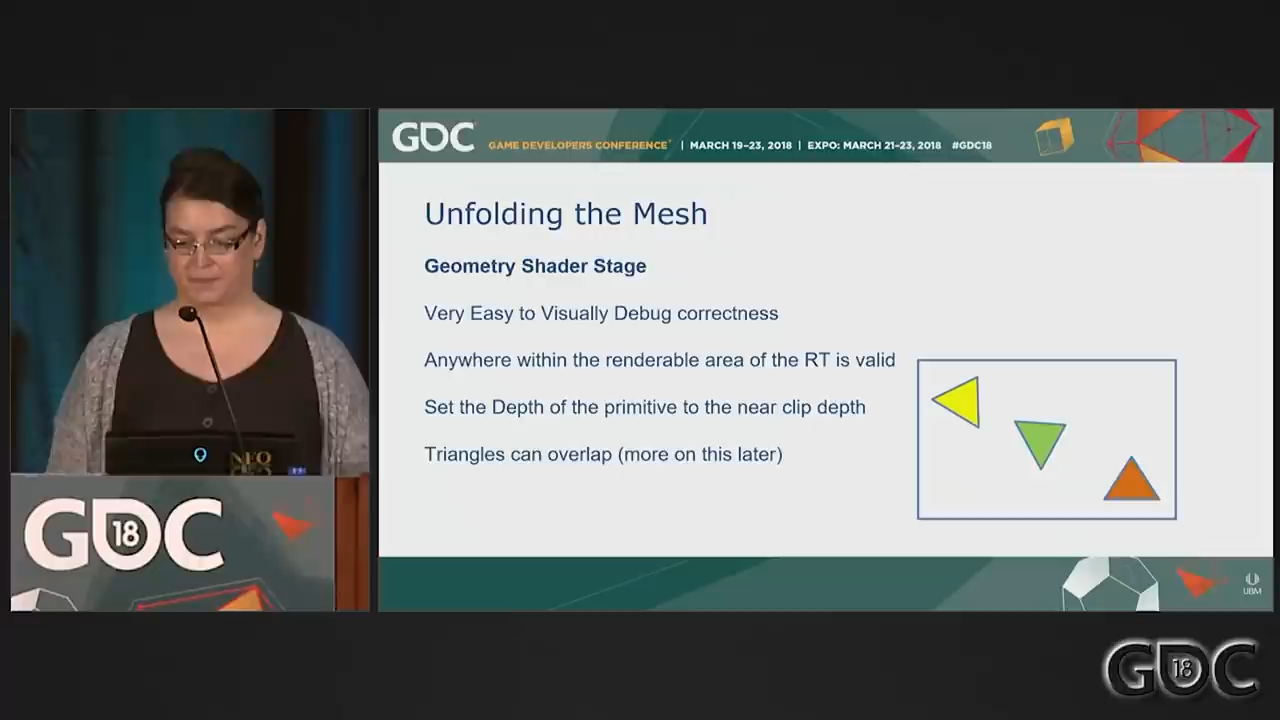 GDC
GAME DEVELOPERS CONFERENCE | MARCH 19–23, 2018 | EXPO: MARCH 21–23, 2018 #GDC18
Unfolding the Mesh
Geometry Shader Stage
Very Easy to Visually Debug correctness
Anywhere within the renderable area of the RT is valid
Set the Depth of the primitive to the near clip depth
Triangles can overlap (more on this later)
NEO
GDC
18
UBM
GDC
18